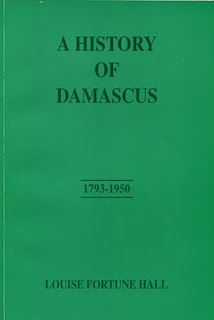 A HISTORY
OF
DAMASCUS
1793-1950
LOUISE FORTUNE HALL